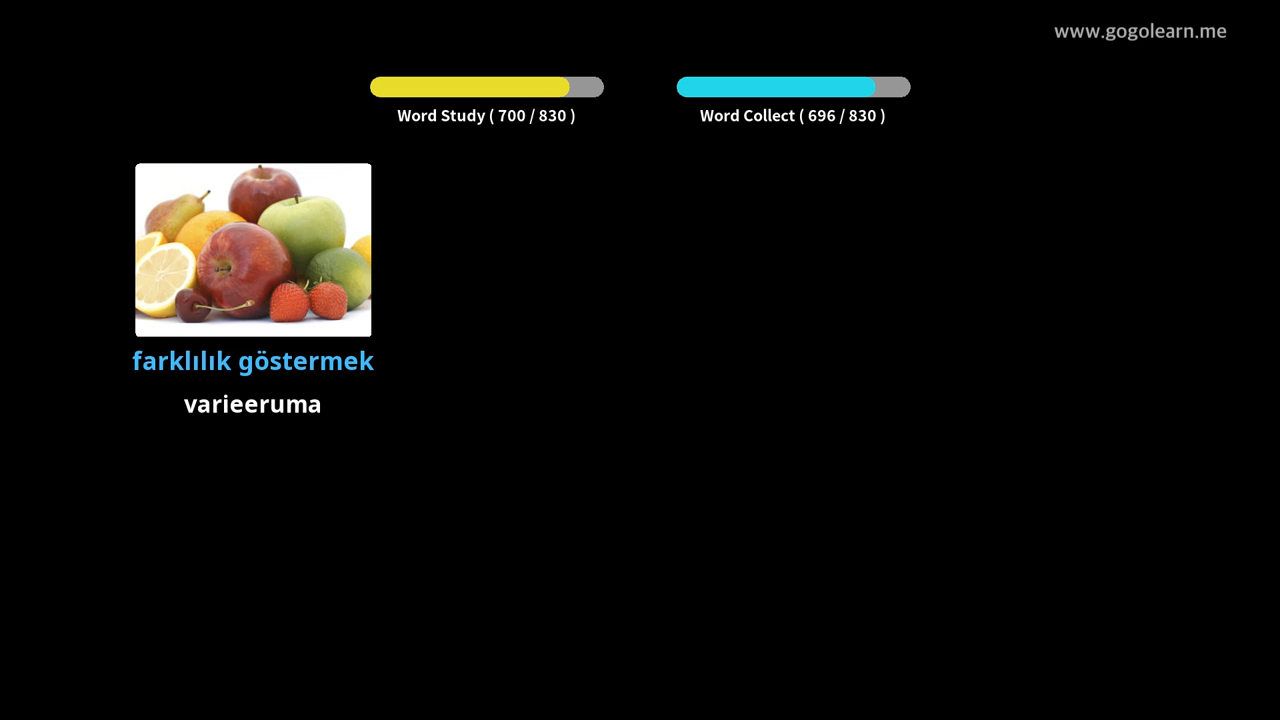 www.gogolearn.me
Word Study ( 700 / 830 )
Word Collect ( 696 / 830 )
farklılık göstermek
varieeruma